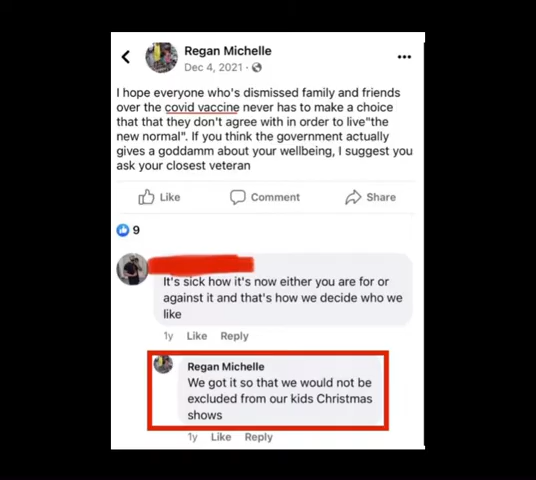 Regan Michelle
Dec 4, 2021 ·
I hope everyone who's dismissed family and friends
over the covid vaccine never has to make a choice
that that they don't agree with in order to live"the
new normal". If you think the government actually
gives a goddamm about your wellbeing, I suggest you
ask your closest veteran
Like Comment Share
9
It's sick how it's now either you are for or
against it and that's how we decide who we
like
1y Like Reply
Regan Michelle
We got it so that we would not be
excluded from our kids Christmas
shows
1y Like Reply